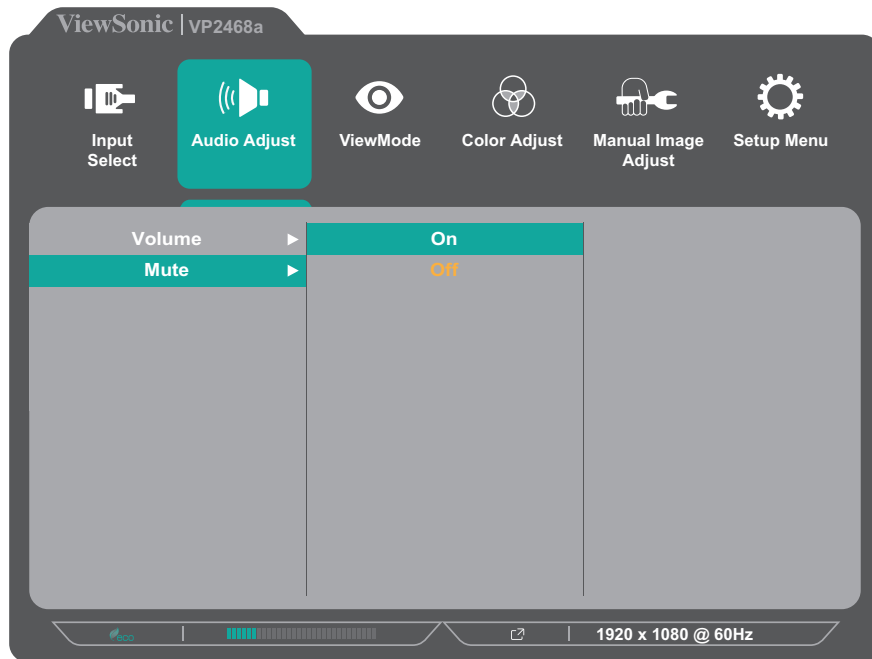 ViewSonic | VP2468a
Input Select
Audio Adjust
ViewMode
Color Adjust
Manual Image Adjust
Setup Menu
Volume
On
Mute
Off
eco
1920 x 1080 @ 60Hz